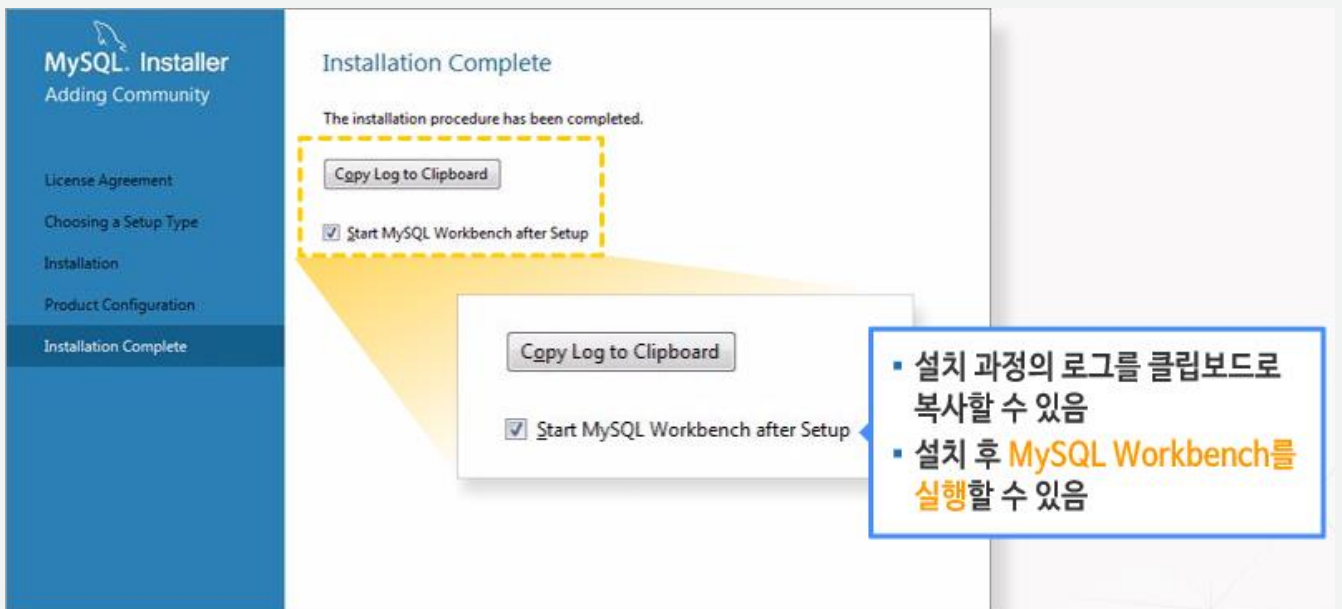 MySQL. Installer
Adding Community
License Agreement
Choosing a Setup Type
Installation
Product Configuration
Installation Complete
Installation Complete
The installation procedure has been completed.
Copy Log to Clipboard
Start MySQL Workbench after Setup
Copy Log to Clipboard
Start MySQL Workbench after Setup
▪ 설치 과정의 로그를 클립보드로
복사할 수 있음
▪ 설치 후 MySQL Workbench를
실행할 수 있음